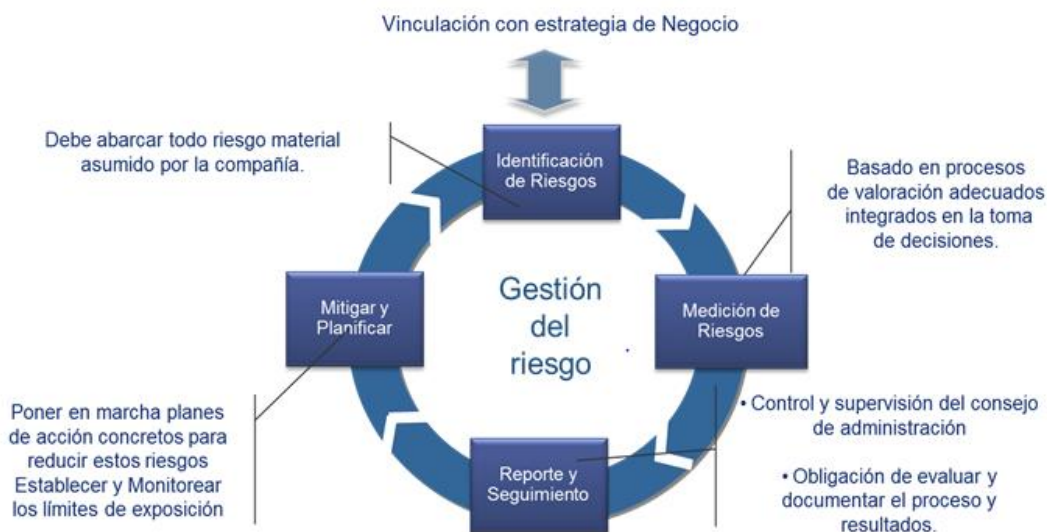 Vinculación con estrategia de Negocio
Debe abarcar todo riesgo material
asumido por la compañía.
Identificación
de Riesgos
Basado en procesos
de valoración adecuados
integrados en la toma
de decisiones.
Mitigar y
Planificar
Gestión
del
riesgo
Medición de
Riesgos
Poner en marcha planes
de acción concretos para
reducir estos riesgos
Establecer y Monitorear
los límites de exposición
Reporte y
Seguimiento
• Control y supervisión del consejo
de administración
• Obligación de evaluar y
documentar el proceso y
resultados.